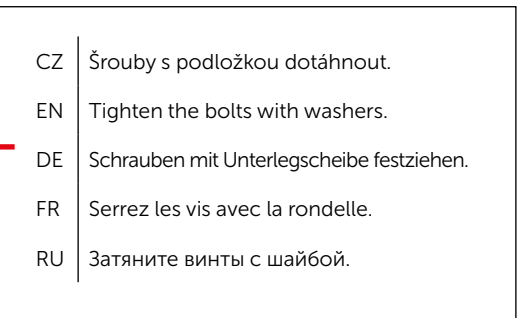 CZ Šrouby s podložkou dotáhnout.
EN Tighten the bolts with washers.
DE Schrauben mit Unterlegscheibe festziehen.
FR Serrez les vis avec la rondelle.
RU Затяните винты с шайбой.